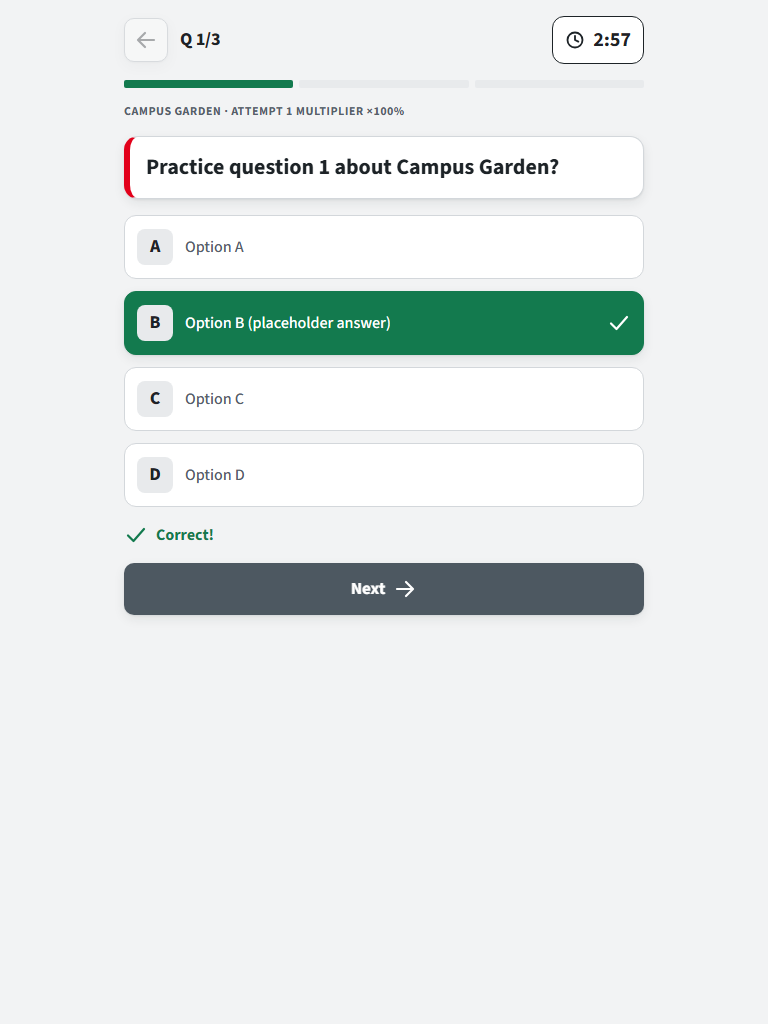 Q 1/3
2:57
CAMPUS GARDEN · ATTEMPT 1 MULTIPLIER ×100%
Practice question 1 about Campus Garden?
A Option A
B Option B (placeholder answer)
C Option C
D Option D
Correct!
Next